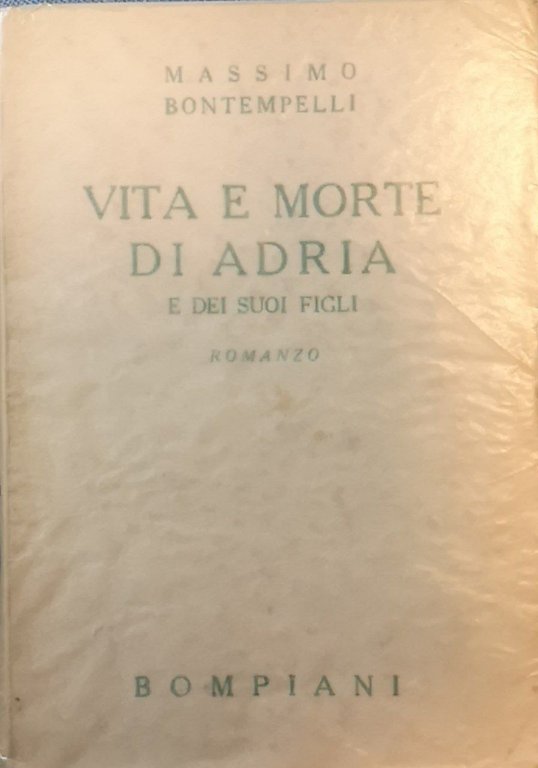 MASSIMO
BONTEMPELLI
VITA E MORTE
DI ADRIA
E DEI SUOI FIGLI
ROMANZO
BOMPIANI